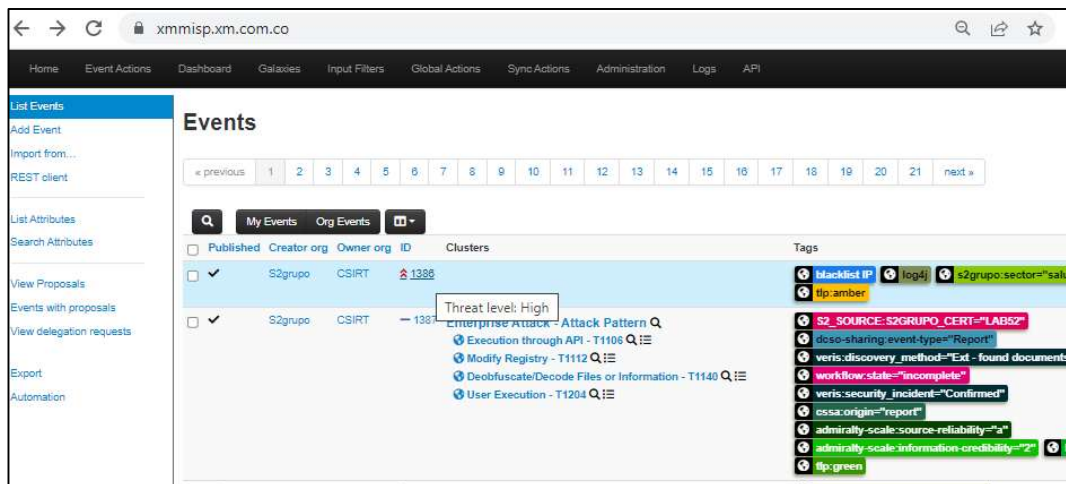 xmmisp.xm.com.co
Home Event Actions Dashboard Galaxies Input Filters Global Actions Sync Actions Administration Logs API
List Events
Add Event
Import from...
REST client
List Attributes
Search Attributes
View Proposals
Events with proposals
View delegation requests
Export
Automation
Events
« previous 1 2 3 4 5 6 7 8 9 10 11 12 13 14 15 16 17 18 19 20 21 next »
My Events Org Events
Published Creator org Owner org ID Clusters Tags
S2grupo CSIRT 1386 blacklist IP log4j s2grupo:sector="salu
tlp:amber
Threat level: High
S2grupo CSIRT 1387 Enterprise Attack - Attack Pattern
Execution through API - T1106
Modify Registry - T1112
Deobfuscate/Decode Files or Information - T1140
User Execution - T1204
S2_SOURCE:S2GRUPO_CERT="LAB52"
dcso-sharing:event-type="Report"
veris:discovery_method="Ext - found documents
workflow:state="incomplete"
veris:security_incident="Confirmed"
cssa:origin="report"
admiralty-scale:source-reliability="a"
admiralty-scale:information-credibility="2"
tlp:green